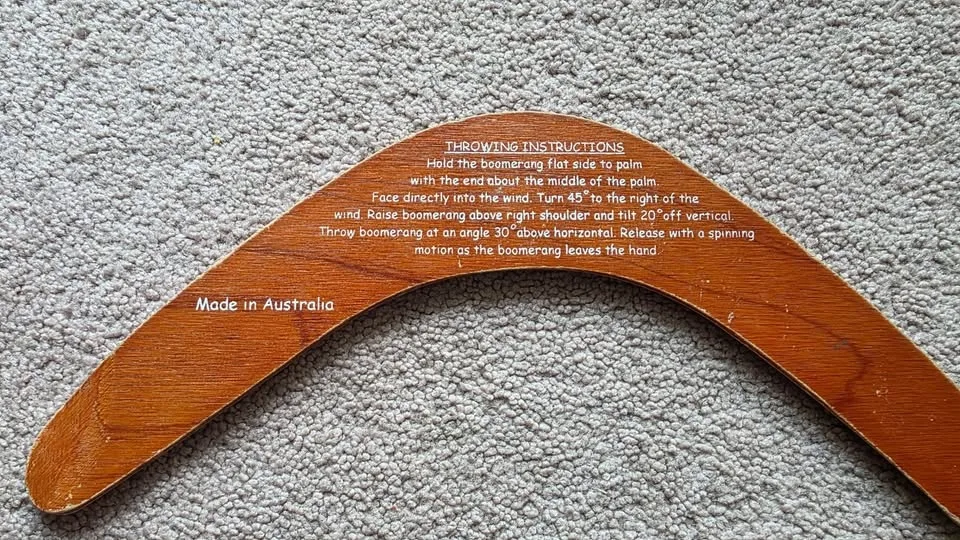 THROWING INSTRUCTIONS
Hold the boomerang flat side to palm
with the end about the middle of the palm.
Face directly into the wind. Turn 45° to the right of the
wind. Raise boomerang above right shoulder and tilt 20° off vertical.
Throw boomerang at an angle 30° above horizontal. Release with a spinning
motion as the boomerang leaves the hand.
Made in Australia